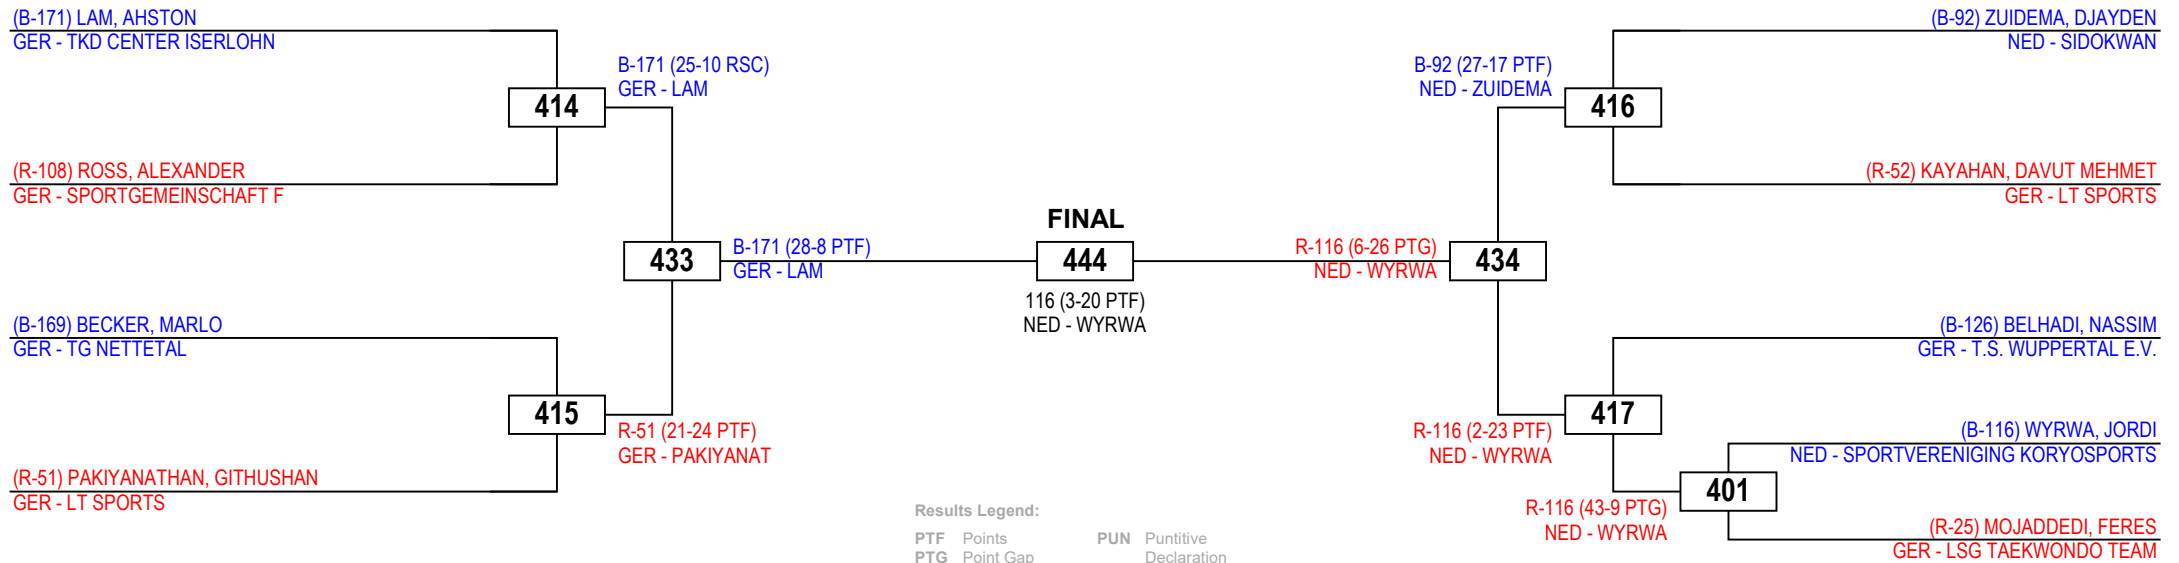 (B-171) LAM, AHSTON
GER - TKD CENTER ISERLOHN
B-171 (25-10 RSC)
GER - LAM
414
(R-108) ROSS, ALEXANDER
GER - SPORTGEMEINSCHAFT F
433
B-171 (28-8 PTF)
GER - LAM
(B-169) BECKER, MARLO
GER - TG NETTETAL
415
R-51 (21-24 PTF)
GER - PAKIYANAT
(R-51) PAKIYANATHAN, GITHUSHAN
GER - LT SPORTS
FINAL
444
116 (3-20 PTF)
NED - WYRWA
(B-92) ZUIDEMA, DJAYDEN
NED - SIDOKWAN
B-92 (27-17 PTF)
NED - ZUIDEMA
416
(R-52) KAYAHAN, DAVUT MEHMET
GER - LT SPORTS
R-116 (6-26 PTG)
NED - WYRWA
434
(B-126) BELHADI, NASSIM
GER - T.S. WUPPERTAL E.V.
417
R-116 (2-23 PTF)
NED - WYRWA
(B-116) WYRWA, JORDI
NED - SPORTVERENIGING KORYOSPORTS
401
R-116 (43-9 PTG)
NED - WYRWA
(R-25) MOJADDEDI, FERES
GER - LSG TAEKWONDO TEAM
Results Legend:
PTF Points PUN Puntitive
PTG Point Gap Declaration